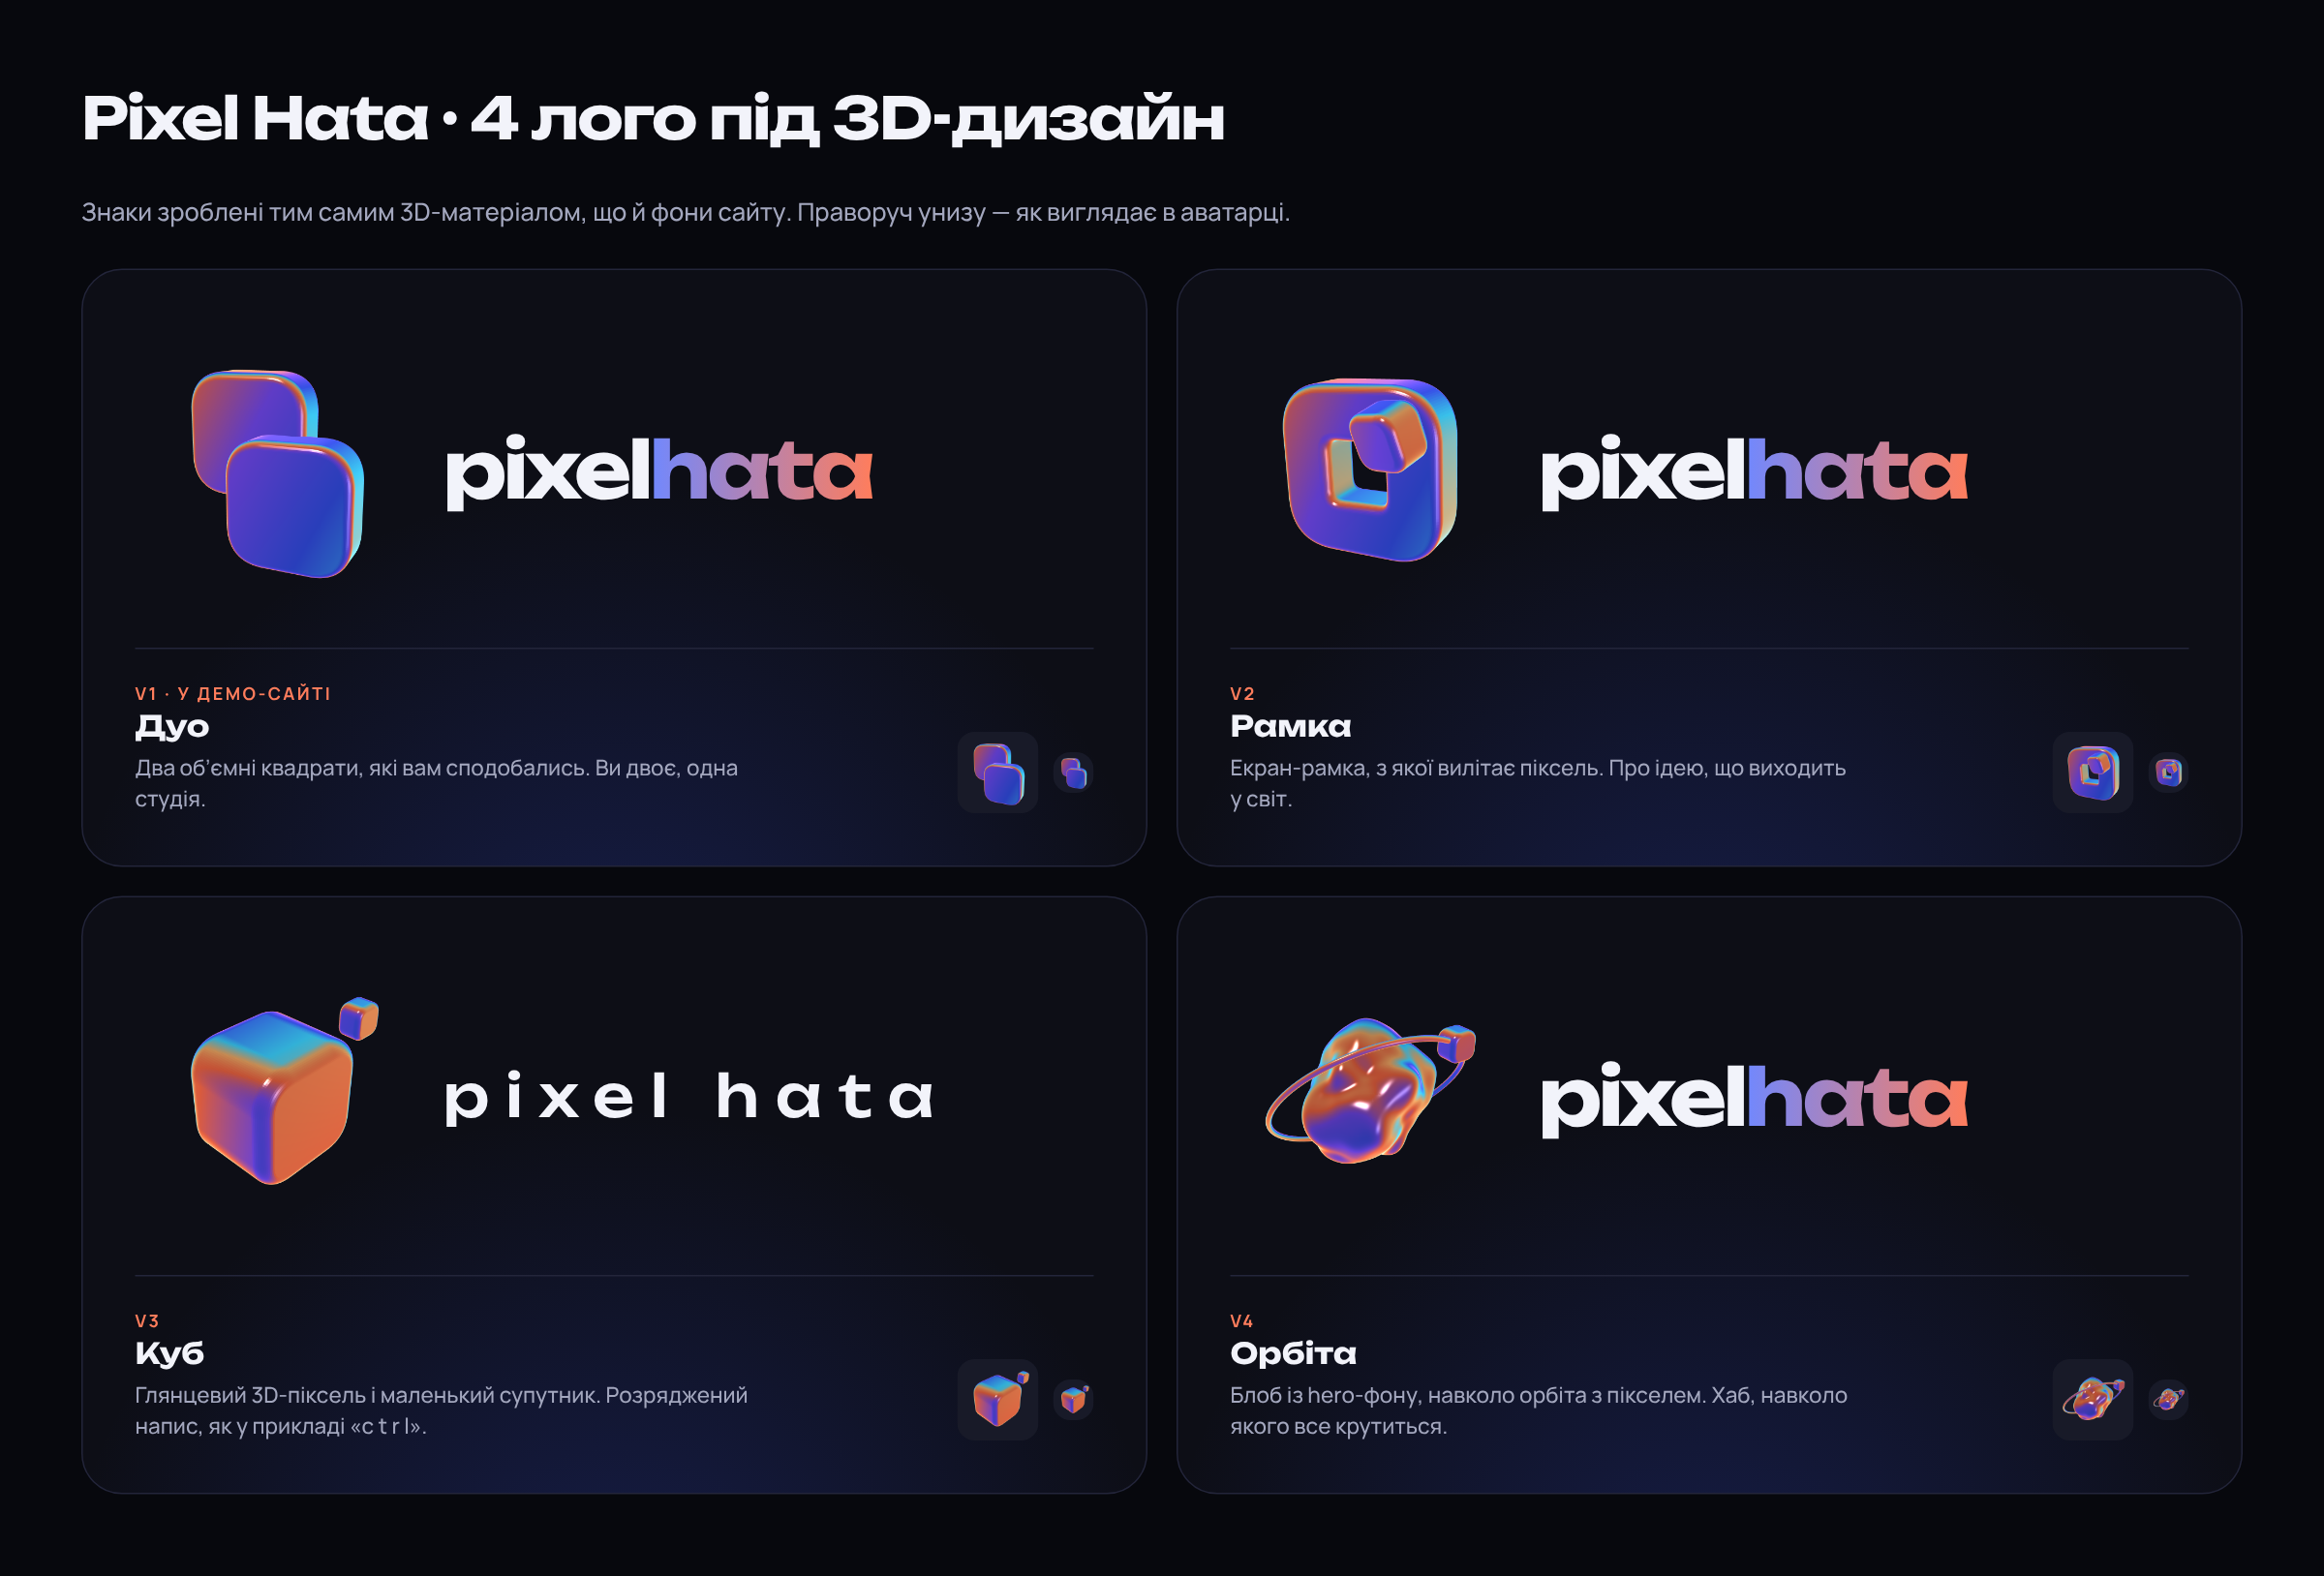 Pixel Hata · 4 лого під 3D-дизайн
Знаки зроблені тим самим 3D-матеріалом, що й фони сайту. Праворуч унизу — як виглядає в аватарці.
pixelhata
V1 · У ДЕМО-САЙТІ
Дуо
Два об’ємні квадрати, які вам сподобались. Ви двоє, одна
студія.
pixelhata
V2
Рамка
Екран-рамка, з якої вилітає піксель. Про ідею, що виходить
у світ.
pixel hata
V3
Куб
Глянцевий 3D-піксель і маленький супутник. Розряджений
напис, як у прикладі «c t r l».
pixelhata
V4
Орбіта
Блоб із hero-фону, навколо орбіта з пікселем. Хаб, навколо
якого все крутиться.